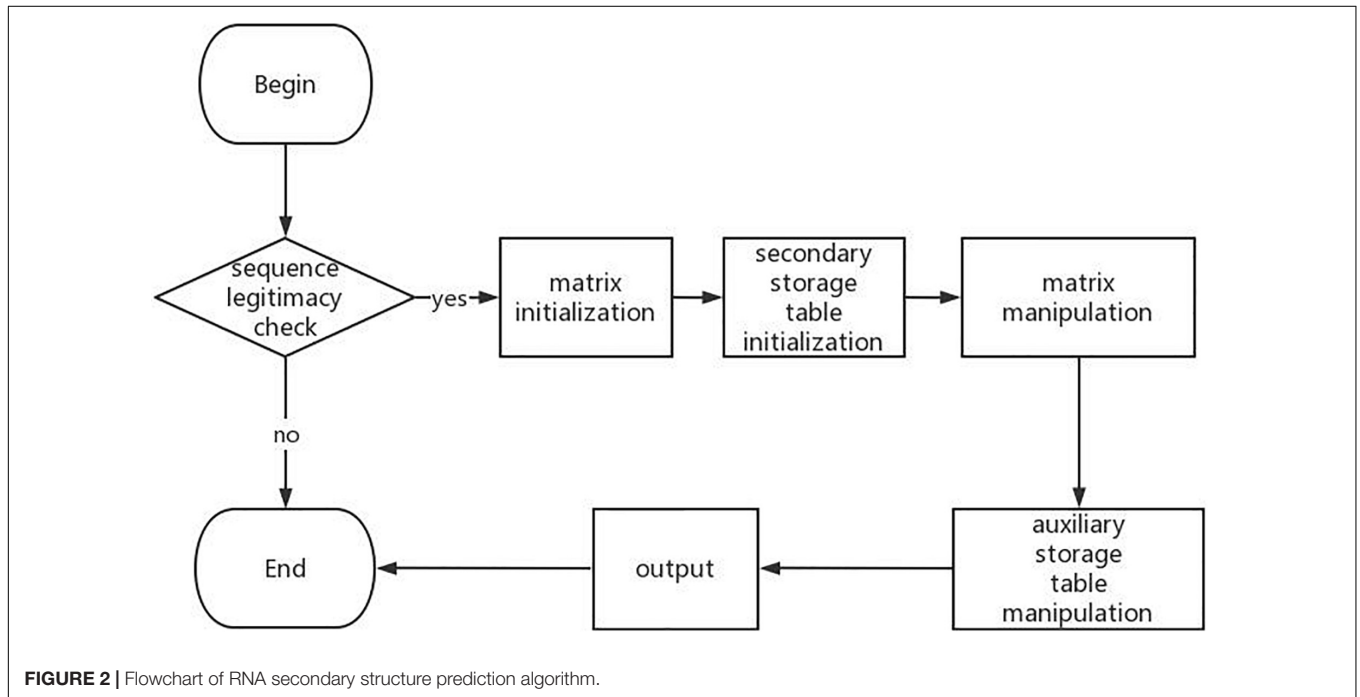 Begin
sequence
legitimacy
check
yes
matrix
initialization
secondary
storage
table
initialization
matrix
manipulation
no
End
output
auxiliary
storage
table
manipulation
FIGURE 2 | Flowchart of RNA secondary structure prediction algorithm.